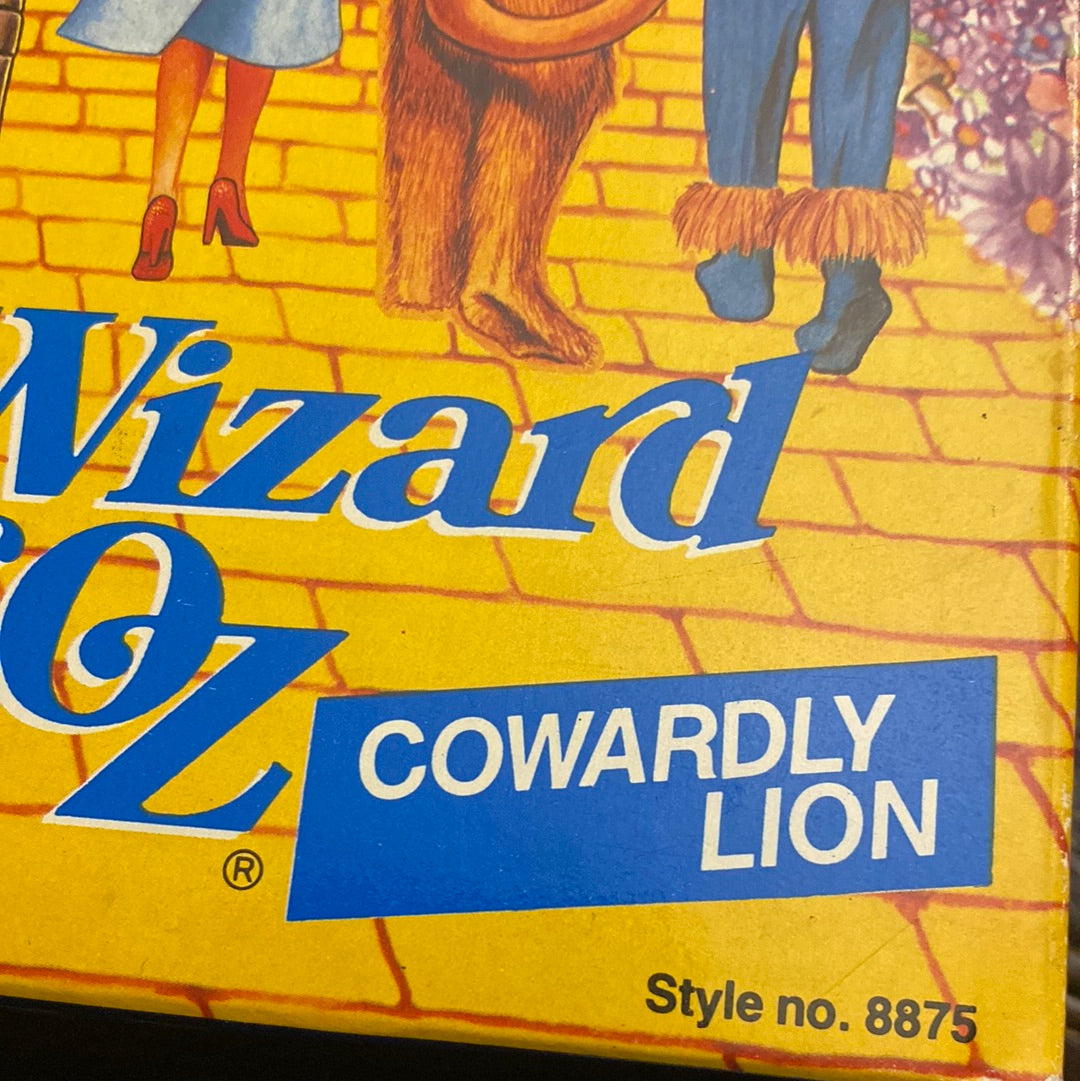 Wizard
Oz
®
COWARDLY
LION
Style no. 8875